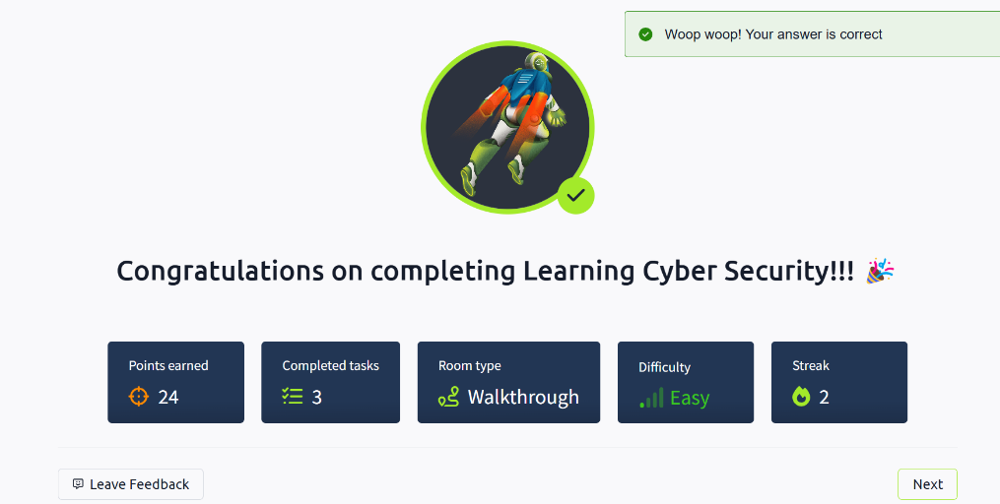 Woop woop! Your answer is correct
Congratulations on completing Learning Cyber Security!!! 🎉
Points earned
24
Completed tasks
3
Room type
Walkthrough
Difficulty
Easy
Streak
2
Leave Feedback
Next